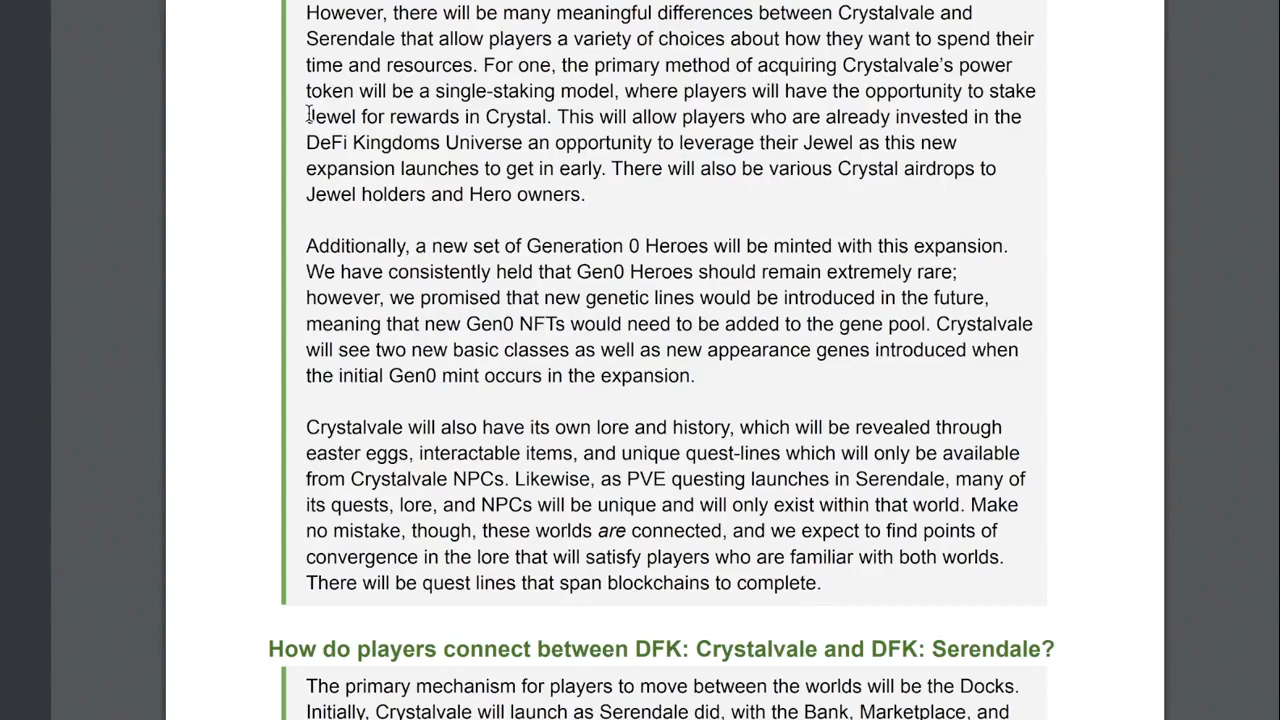 However, there will be many meaningful differences between Crystalvale and
Serendale that allow players a variety of choices about how they want to spend their
time and resources. For one, the primary method of acquiring Crystalvale's power
token will be a single-staking model, where players will have the opportunity to stake
Jewel for rewards in Crystal. This will allow players who are already invested in the
DeFi Kingdoms Universe an opportunity to leverage their Jewel as this new
expansion launches to get in early. There will also be various Crystal airdrops to
Jewel holders and Hero owners.
Additionally, a new set of Generation 0 Heroes will be minted with this expansion.
We have consistently held that Gen0 Heroes should remain extremely rare;
however, we promised that new genetic lines would be introduced in the future,
meaning that new Gen0 NFTs would need to be added to the gene pool. Crystalvale
will see two new basic classes as well as new appearance genes introduced when
the initial Gen0 mint occurs in the expansion.
Crystalvale will also have its own lore and history, which will be revealed through
easter eggs, interactable items, and unique quest-lines which will only be available
from Crystalvale NPCs. Likewise, as PVE questing launches in Serendale, many of
its quests, lore, and NPCs will be unique and will only exist within that world. Make
no mistake, though, these worlds are connected, and we expect to find points of
convergence in the lore that will satisfy players who are familiar with both worlds.
There will be quest lines that span blockchains to complete.
How do players connect between DFK: Crystalvale and DFK: Serendale?
The primary mechanism for players to move between the worlds will be the Docks.
Initially, Crystalvale will launch as Serendale did, with the Bank, Marketplace, and